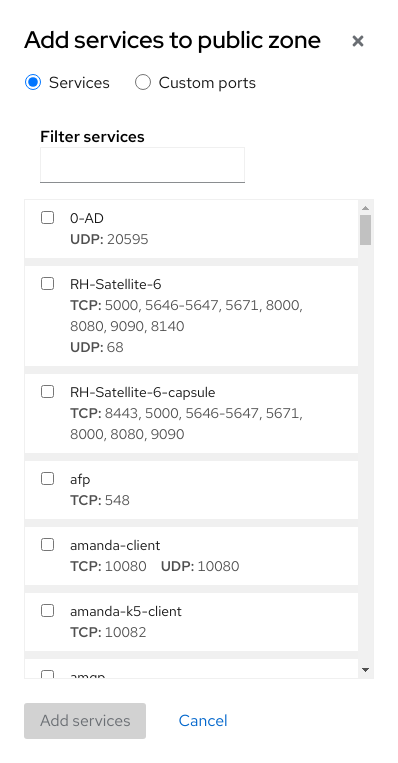 Add services to public zone
Services
Custom ports
Filter services
0-AD
UDP: 20595
RH-Satellite-6
TCP: 5000, 5646-5647, 5671, 8000,
8080, 9090, 8140
UDP: 68
RH-Satellite-6-capsule
TCP: 8443, 5000, 5646-5647, 5671,
8000, 8080, 9090
afp
TCP: 548
amanda-client
TCP: 10080 UDP: 10080
amanda-k5-client
TCP: 10082
amqp
Add services
Cancel